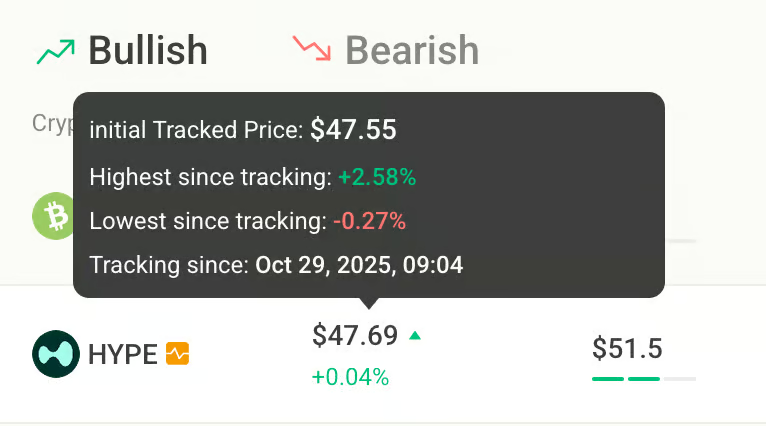 Bullish
Bearish
Cryp
initial Tracked Price: $47.55
Highest since tracking: +2.58%
Lowest since tracking: -0.27%
Tracking since: Oct 29, 2025, 09:04
HYPE
$47.69
+0.04%
$51.5